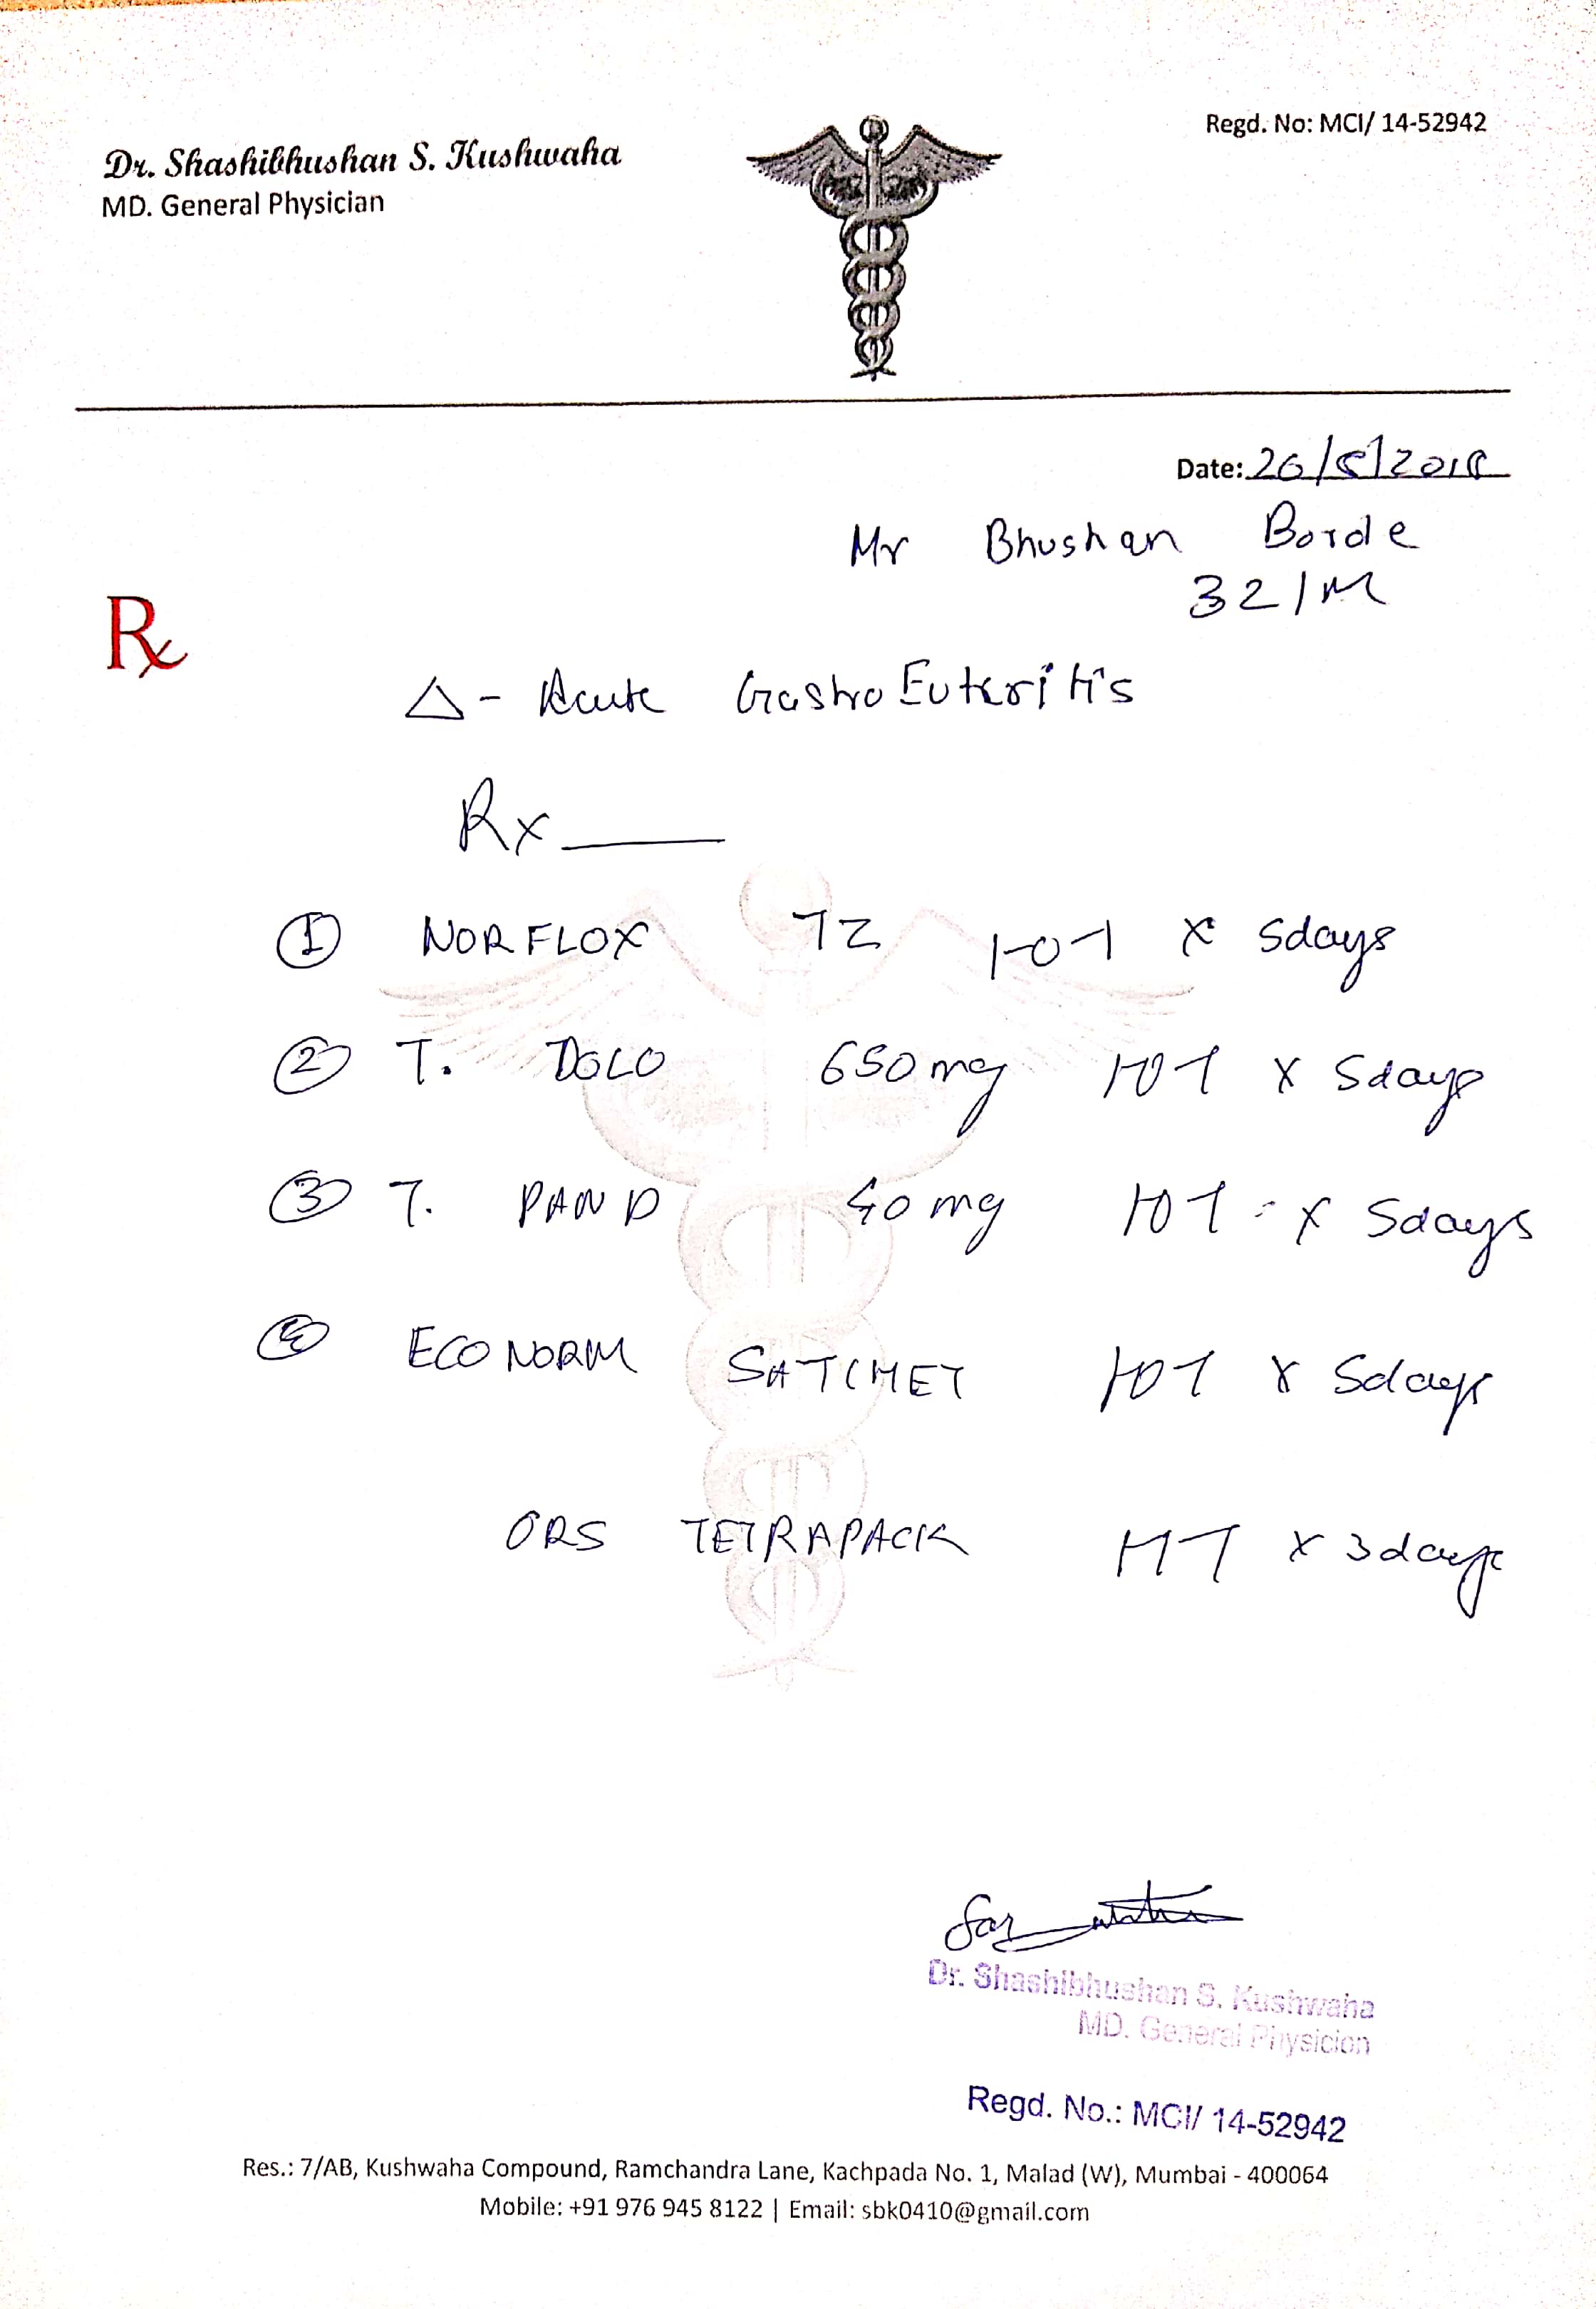 Dr. Shashibhushan S. Kushwaha
MD. General Physician
Regd. No: MCI/ 14-52942
Date: 26/5/2018
Mr Bhushan Borde
32/M
Rx
△ - Acute GastroEnteritis
Rx
① NORFLOX TZ 1-0-1 x 5days
② T. DOLO 650mg 1-0-1 x 5days
③ T. PAN D 40mg 1-0-1 - x 5days
④ ECONORM SATCHET 1-0-1 x 5days
ORS TETRAPACK 1-1-1 x 3days
Dr. Shashibhushan S. Kushwaha
MD. General Physicion
Regd. No.: MCI/ 14-52942
Res.: 7/AB, Kushwaha Compound, Ramchandra Lane, Kachpada No. 1, Malad (W), Mumbai - 400064
Mobile: +91 976 945 8122 | Email: sbk0410@gmail.com